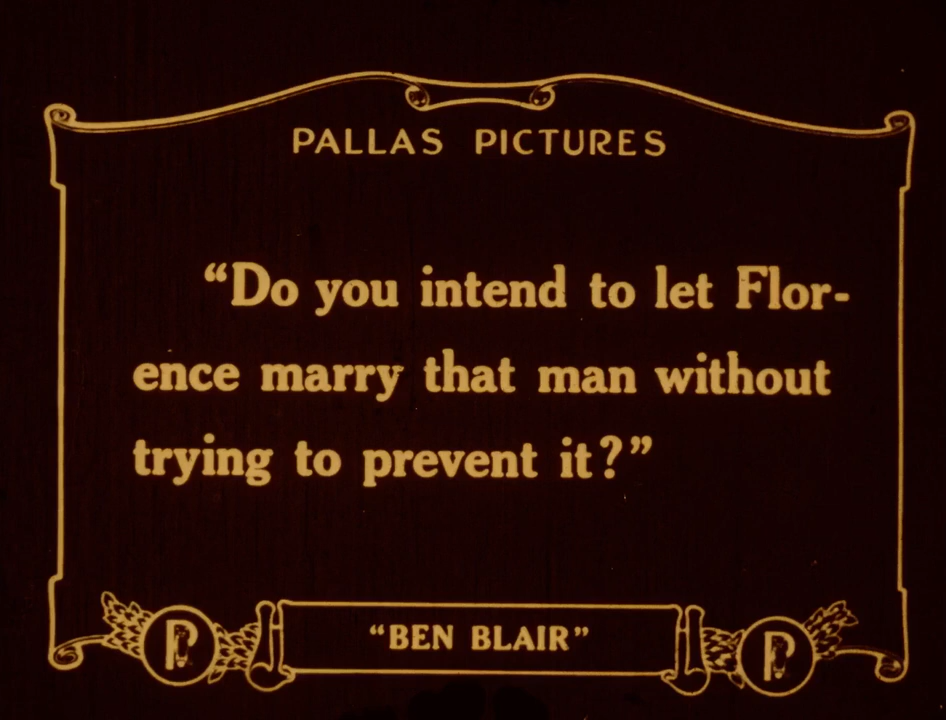 PALLAS PICTURES
“Do you intend to let Flor-
ence marry that man without
trying to prevent it?”
P
“BEN BLAIR”
P